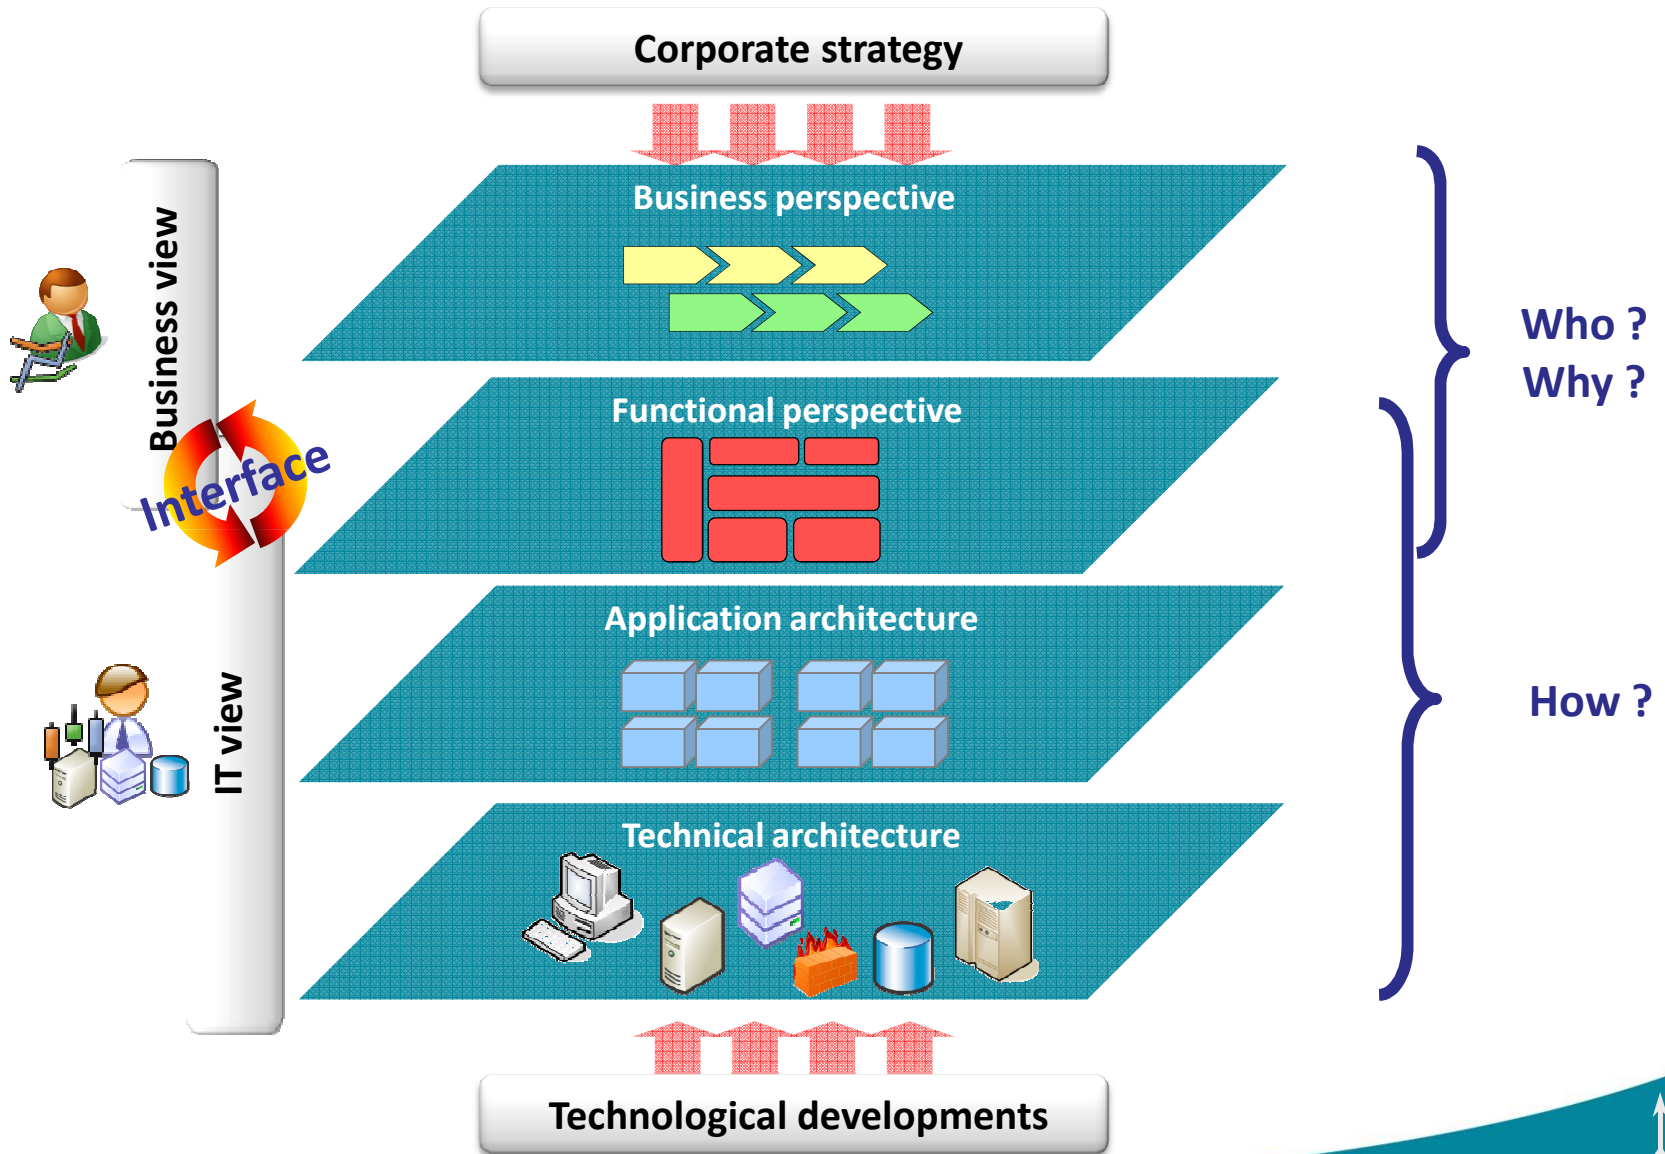 Corporate strategy
Business perspective
Business view
Who ?
Why ?
Functional perspective
Interface
Application architecture
IT view
How ?
Technical architecture
Technological developments